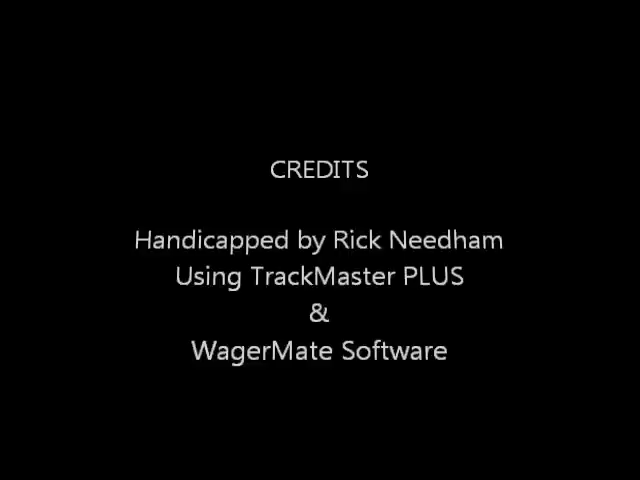 CREDITS
Handicapped by Rick Needham
Using TrackMaster PLUS
&
WagerMate Software